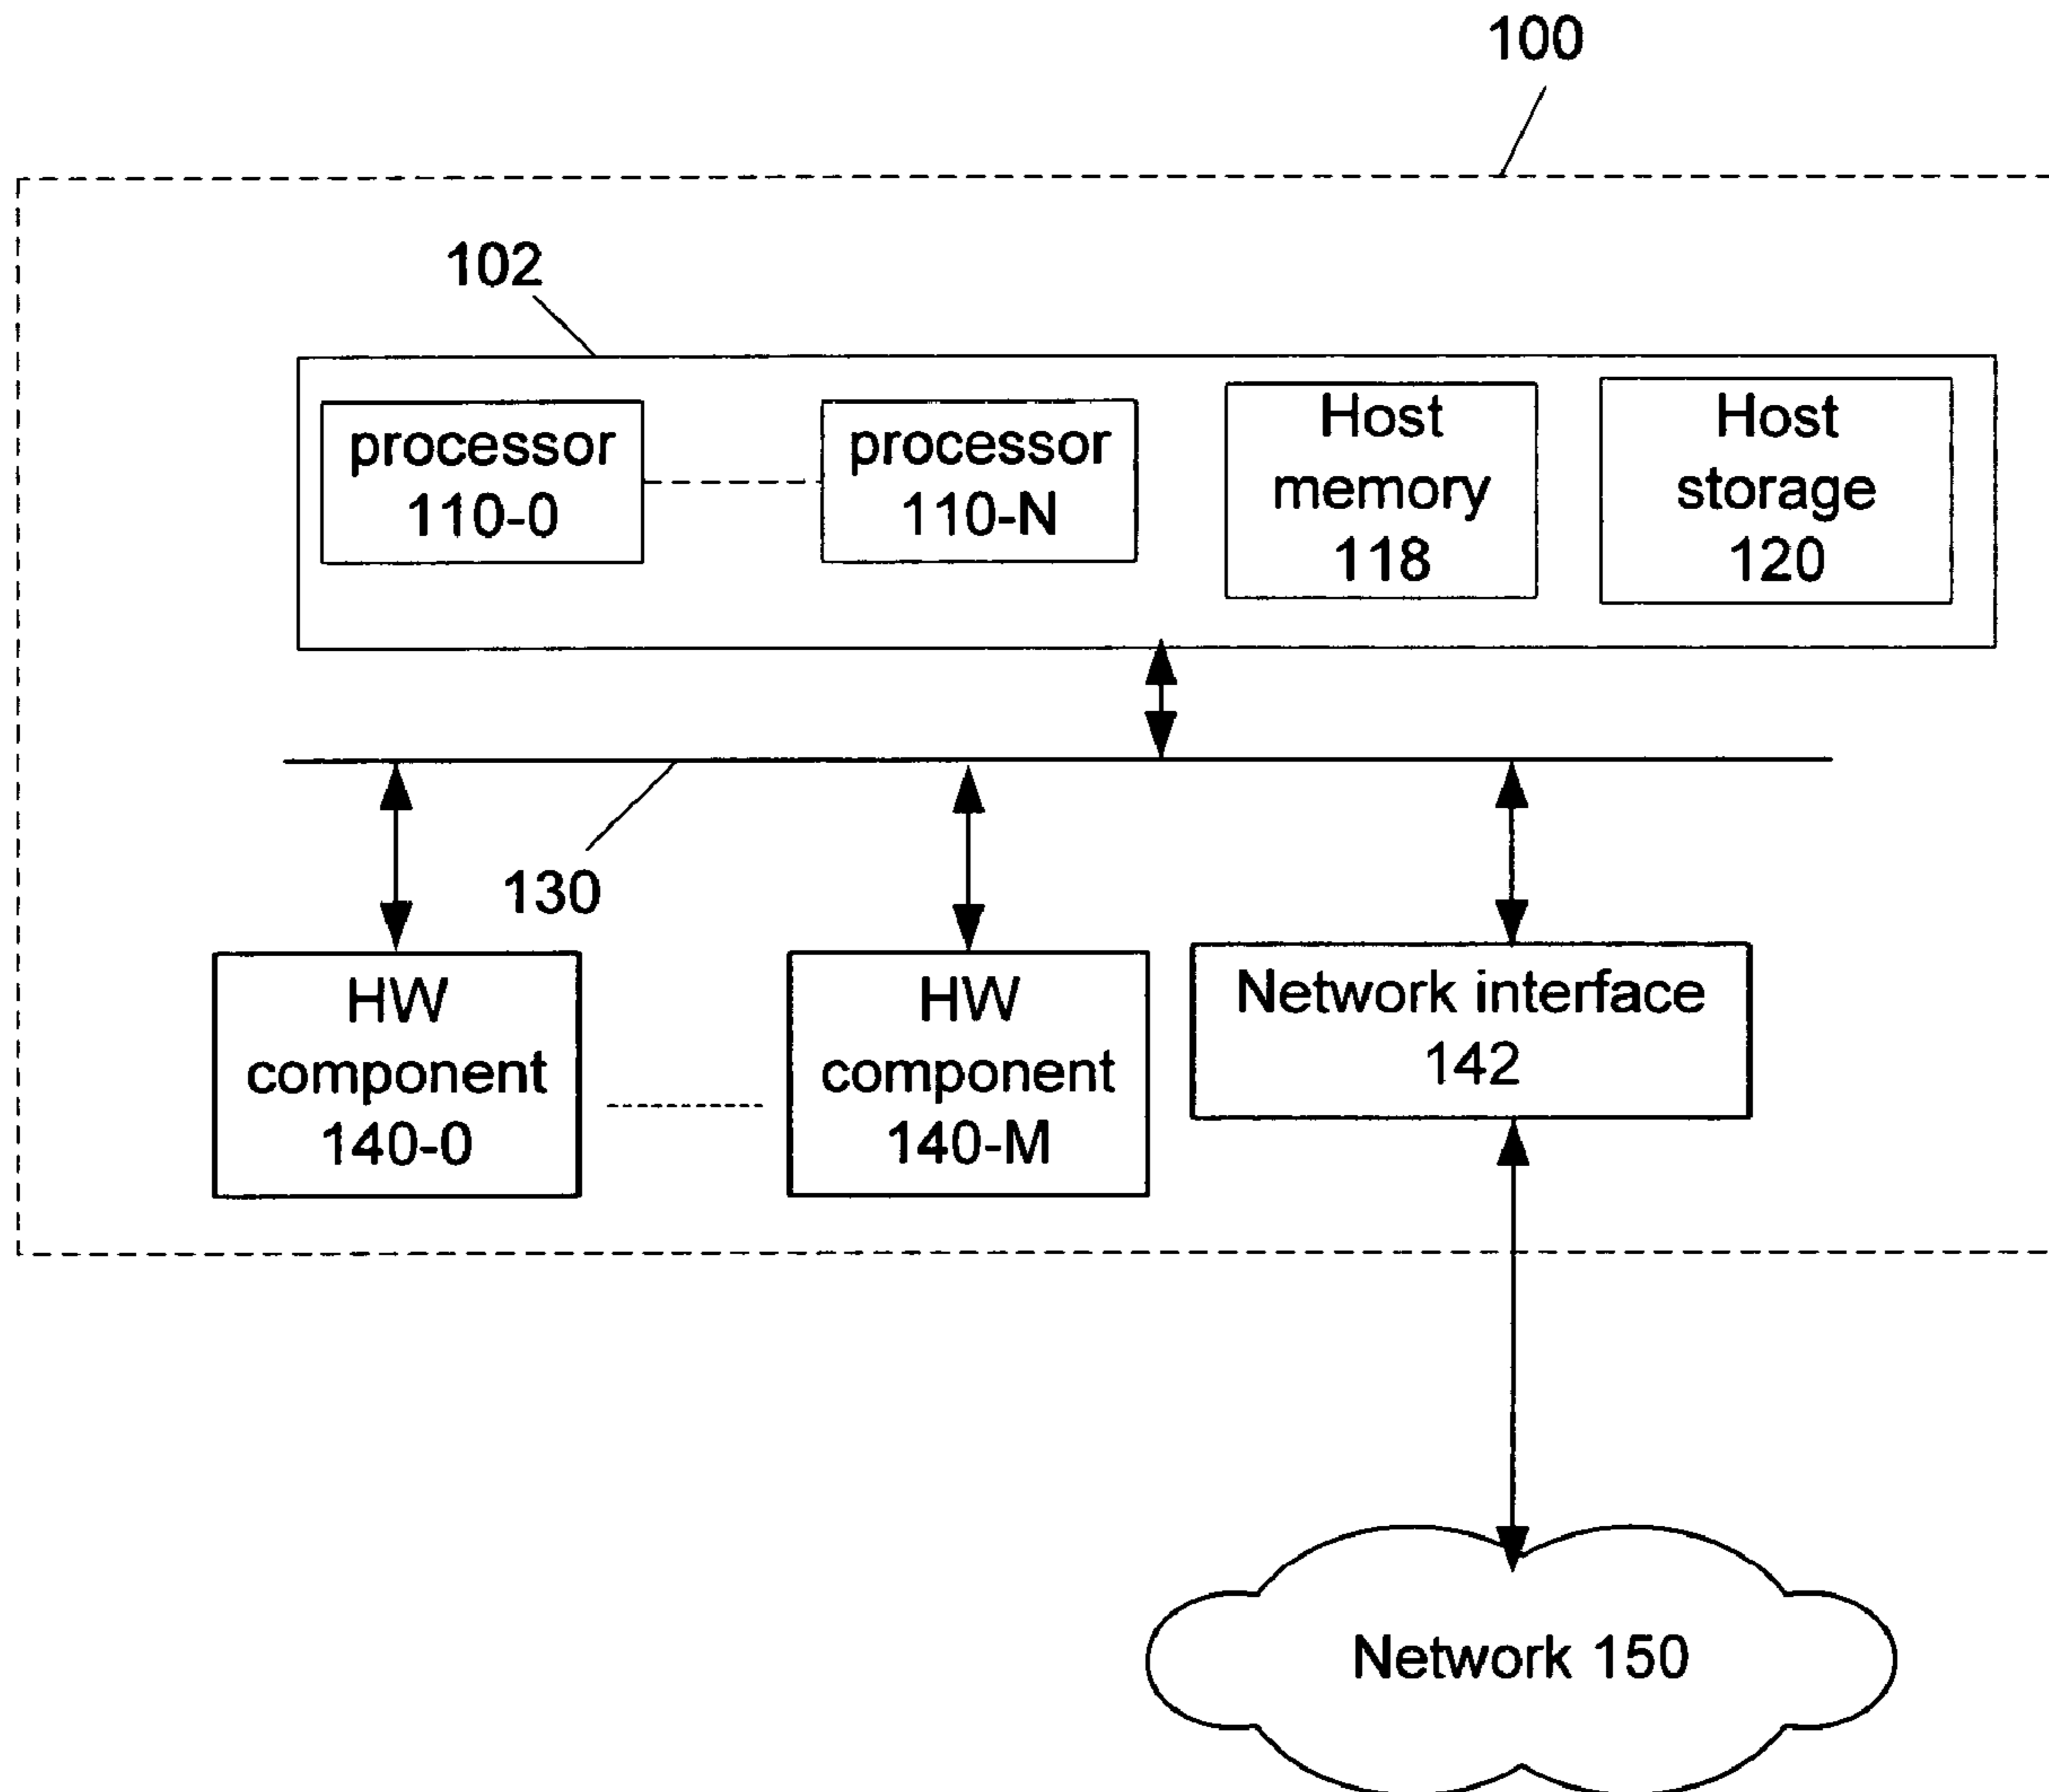 100
102
processor
110-0
processor
110-N
Host
memory
118
Host
storage
120
130
HW
component
140-0
HW
component
140-M
Network interface
142
Network 150